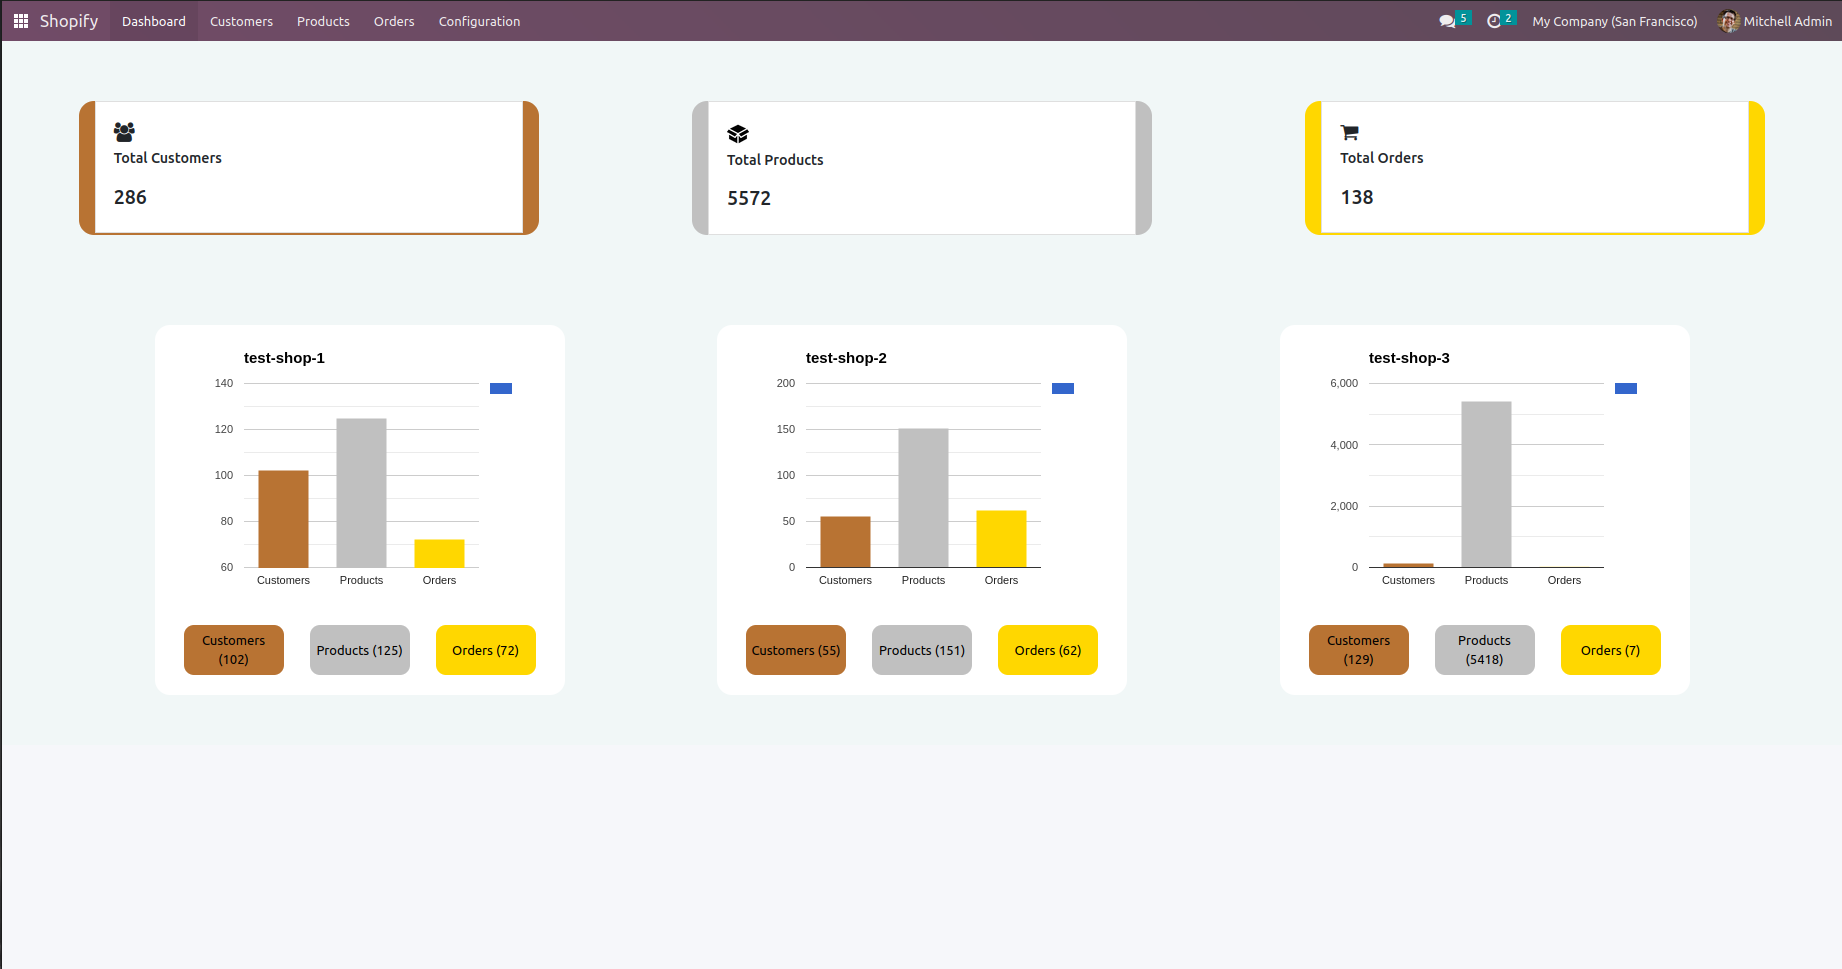 Shopify Dashboard Customers Products Orders Configuration 5 2 My Company (San Francisco) Mitchell Admin
Total Customers
286
Total Products
5572
Total Orders
138
test-shop-1
140
120
100
80
60
Customers Products Orders
Customers
(102)
Products (125)
Orders (72)
test-shop-2
200
150
100
50
0
Customers Products Orders
Customers (55)
Products (151)
Orders (62)
test-shop-3
6,000
4,000
2,000
0
Customers Products Orders
Customers
(129)
Products
(5418)
Orders (7)